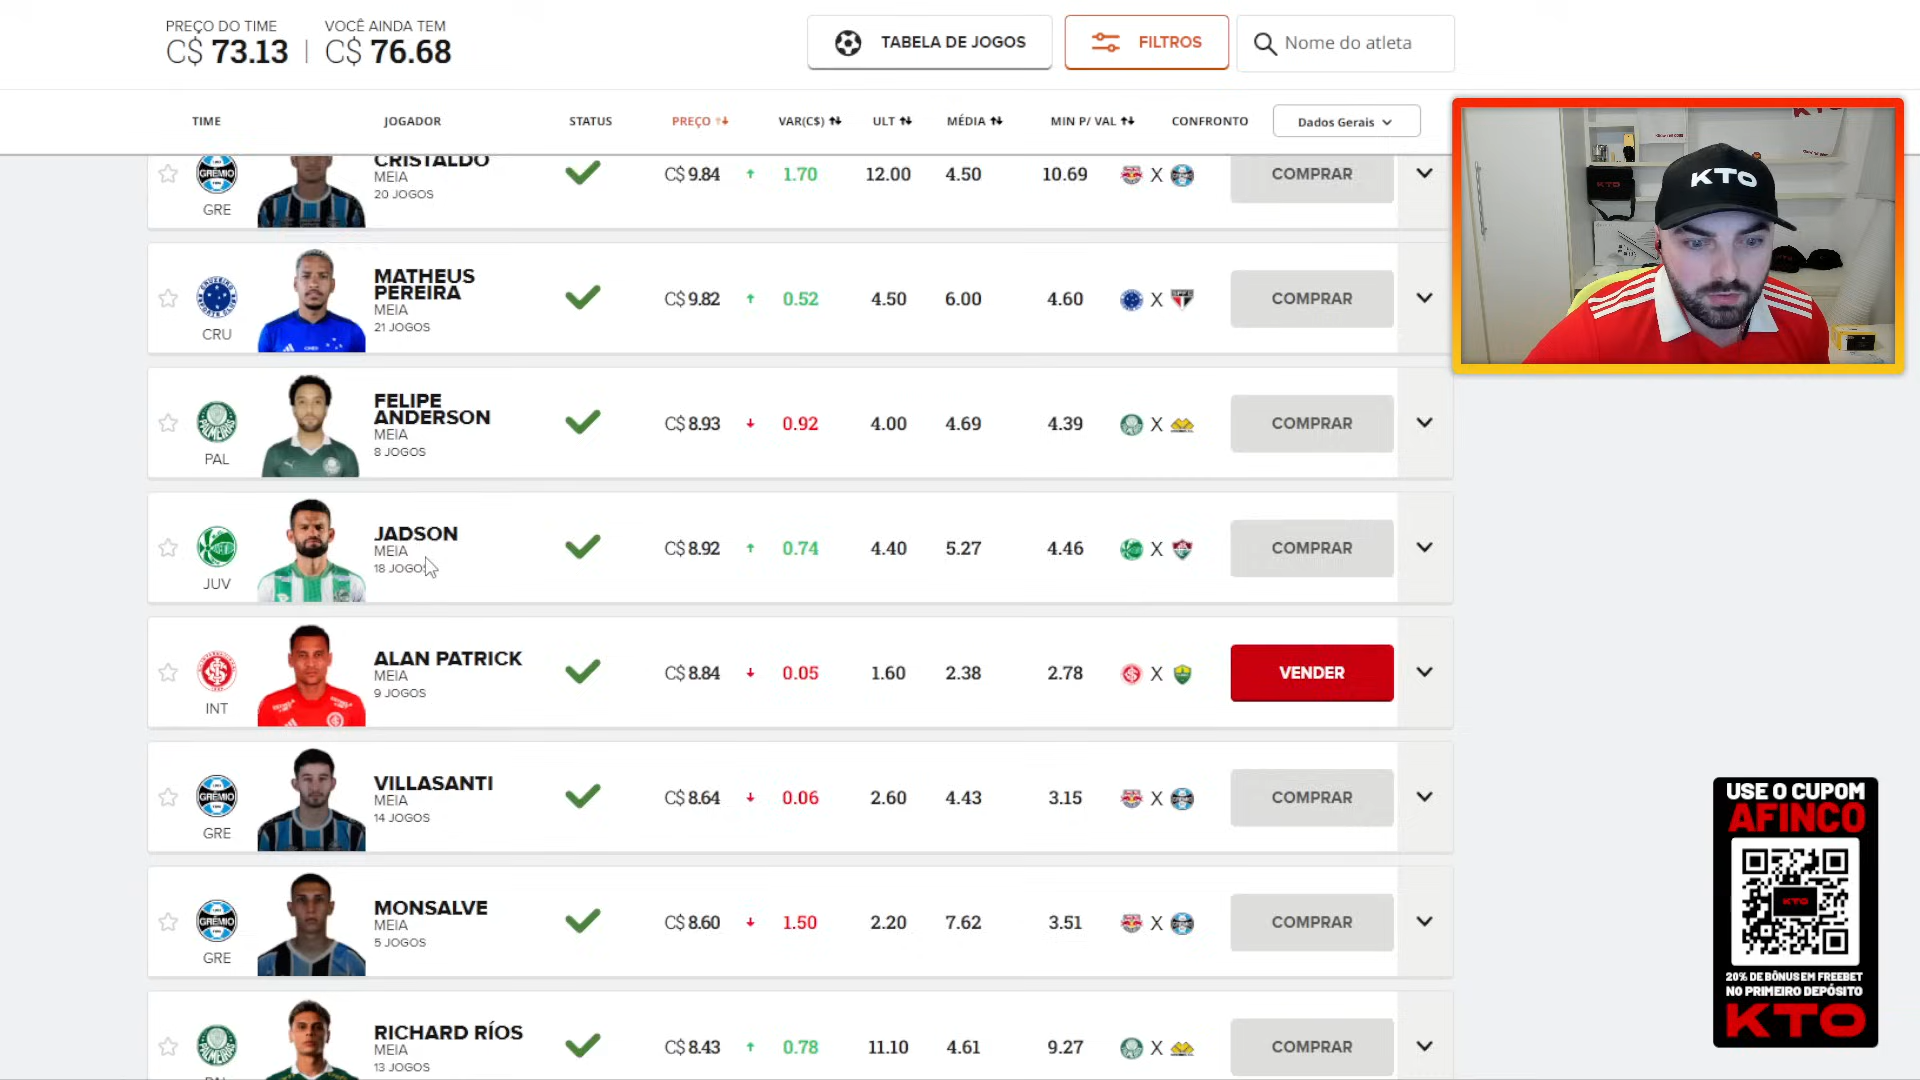 PREÇO DO TIME
C$ 73.13
VOCÊ AINDA TEM
C$ 76.68
TABELA DE JOGOS
FILTROS
Nome do atleta
TIME JOGADOR STATUS PREÇO VAR(C$) ULT MÉDIA MIN P/ VAL CONFRONTO Dados Gerais
CRISTALDO
MEIA
20 JOGOS
GRÊMIO
GRE
C$ 9.84 1.70 12.00 4.50 10.69 X COMPRAR
MATHEUS
PEREIRA
MEIA
21 JOGOS
CRU
C$ 9.82 0.52 4.50 6.00 4.60 X COMPRAR
FELIPE
ANDERSON
MEIA
8 JOGOS
PAL
C$ 8.93 0.92 4.00 4.69 4.39 X COMPRAR
JADSON
MEIA
18 JOGOS
JUV
C$ 8.92 0.74 4.40 5.27 4.46 X COMPRAR
ALAN PATRICK
MEIA
9 JOGOS
INT
C$ 8.84 0.05 1.60 2.38 2.78 X VENDER
VILLASANTI
MEIA
14 JOGOS
GRÊMIO
GRE
C$ 8.64 0.06 2.60 4.43 3.15 X COMPRAR
MONSALVE
MEIA
5 JOGOS
GRÊMIO
GRE
C$ 8.60 1.50 2.20 7.62 3.51 X COMPRAR
RICHARD RÍOS
MEIA
13 JOGOS
C$ 8.43 0.78 11.10 4.61 9.27 X COMPRAR
KTO
USE O CUPOM
AFINCO
KTO
20% DE BÔNUS EM FREEBET
NO PRIMEIRO DEPÓSITO
KTO